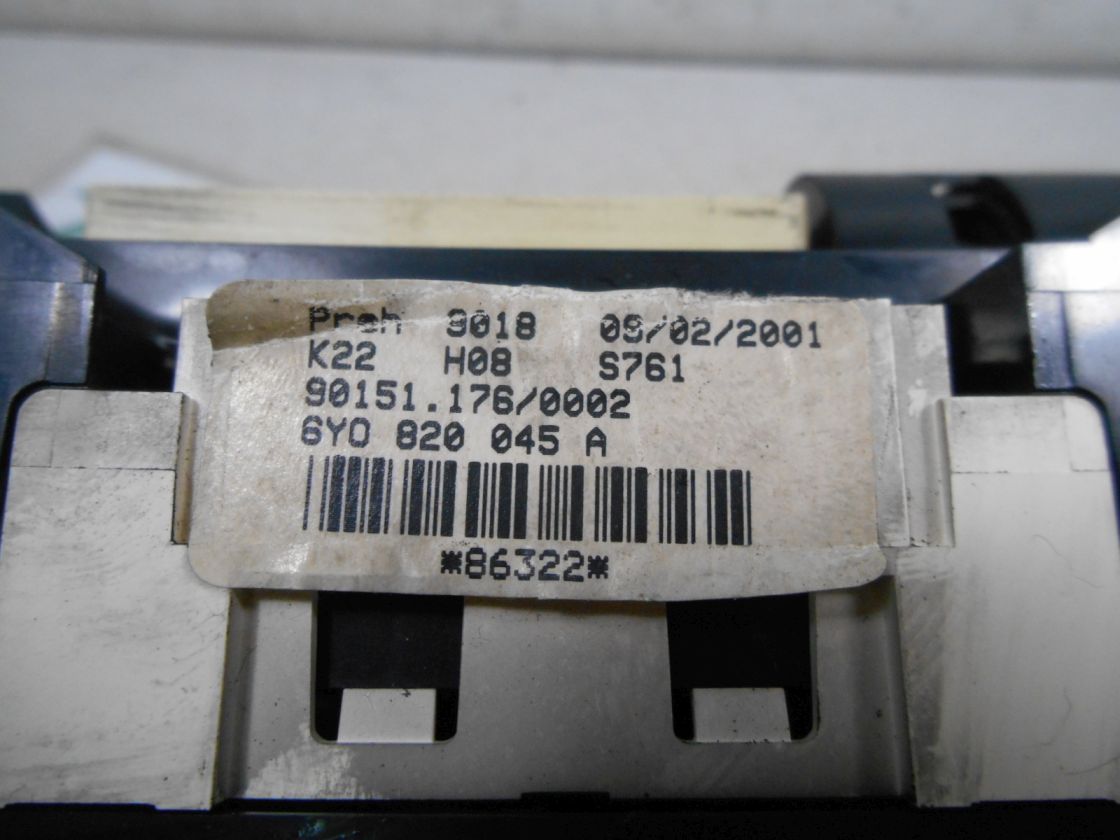 Preh 9018 09/02/2001
K22 H08 S761
90151.176/0002
6Y0 820 045 A
*86322*